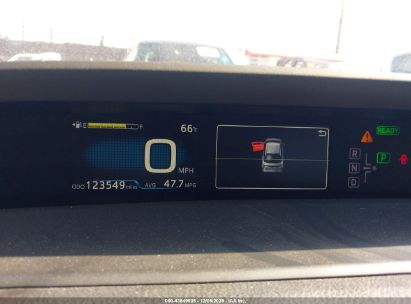 E F 66°F
READY
0
MPH
R
P
N
D
ODO 123549 miles AVG 47.7 MPG